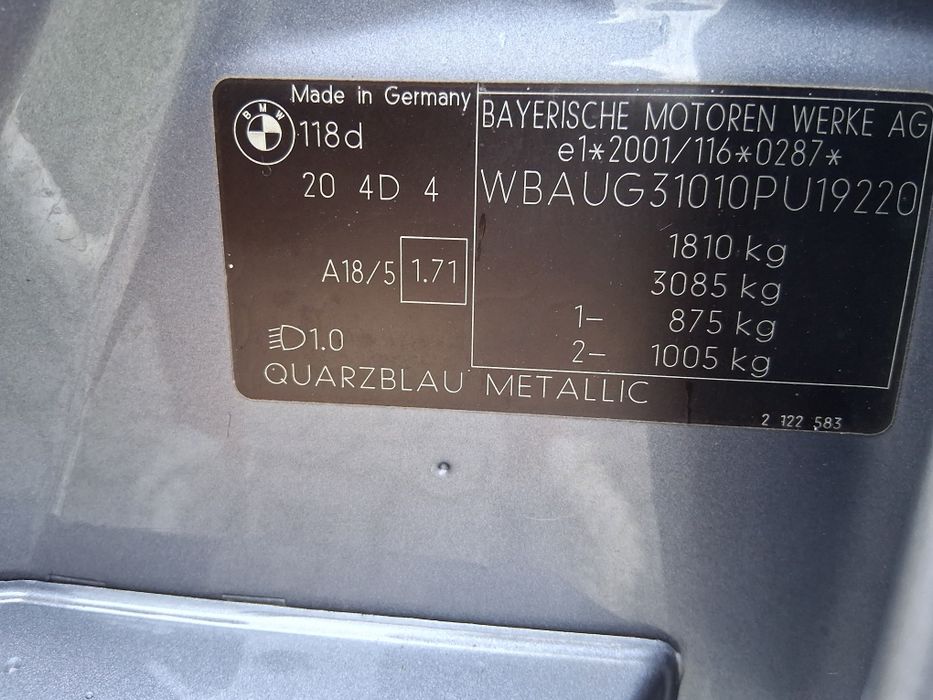 Made in Germany
BMW
118d
20 4D 4
A18/5 1.71
D1.0
QUARZBLAU METALLIC
BAYERISCHE MOTOREN WERKE AG
e1*2001/116*0287*
WBAUG31010PU19220
1810 kg
3085 kg
1- 875 kg
2- 1005 kg
2 122 583